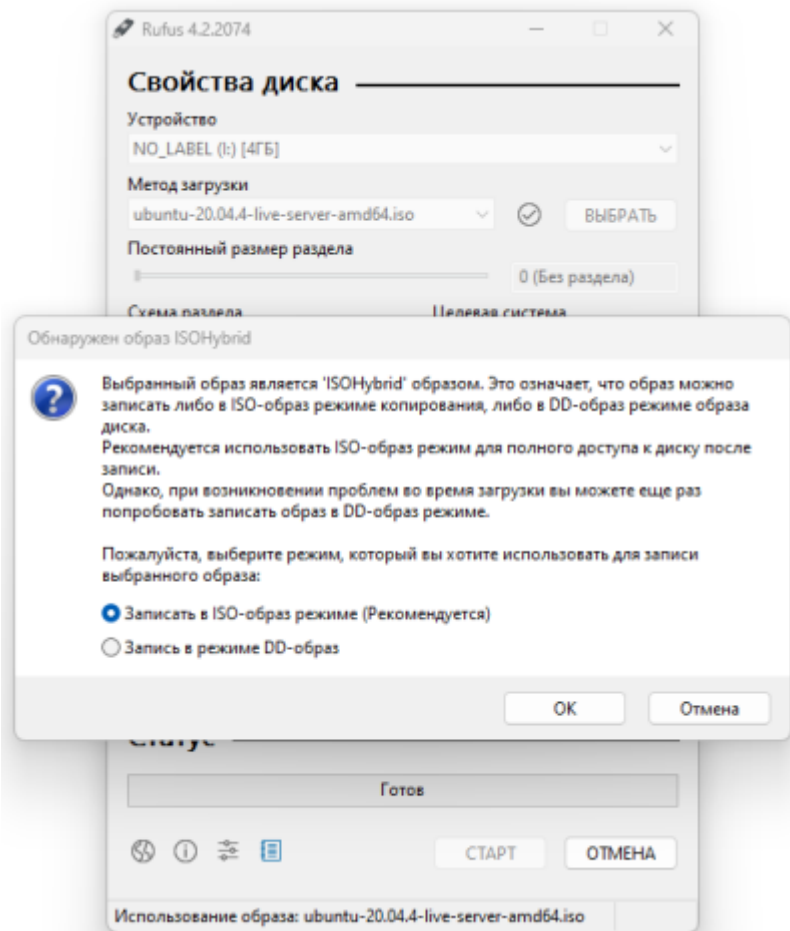 Rufus 4.2.2074
Свойства диска
Устройство
NO_LABEL (I:) [4ГБ]
Метод загрузки
ubuntu-20.04.4-live-server-amd64.iso
ВЫБРАТЬ
Постоянный размер раздела
0 (Без раздела)
Схема раздела
Целевая система
Обнаружен образ ISOHybrid
Выбранный образ является 'ISOHybrid' образом. Это означает, что образ можно
записать либо в ISO-образ режиме копирования, либо в DD-образ режиме образа
диска.
Рекомендуется использовать ISO-образ режим для полного доступа к диску после
записи.
Однако, при возникновении проблем во время загрузки вы можете еще раз
попробовать записать образ в DD-образ режиме.
Пожалуйста, выберите режим, который вы хотите использовать для записи
выбранного образа:
Записать в ISO-образ режиме (Рекомендуется)
Запись в режиме DD-образ
ОК
Отмена
Статус
Готов
СТАРТ
ОТМЕНА
Использование образа: ubuntu-20.04.4-live-server-amd64.iso